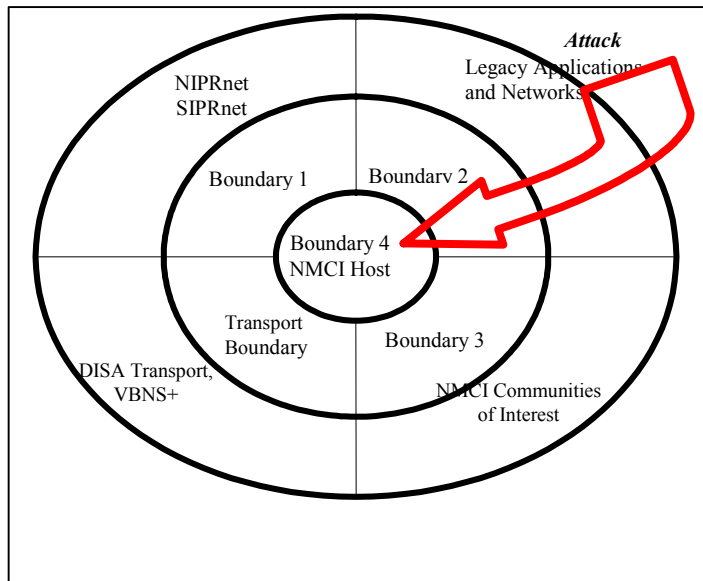 Attack
NIPRnet
SIPRnet
Legacy Applications
and Networks
Boundary 1
Boundary 2
Boundary 4
NMCI Host
Transport
Boundary
Boundary 3
DISA Transport,
VBNS+
NMCI Communities
of Interest